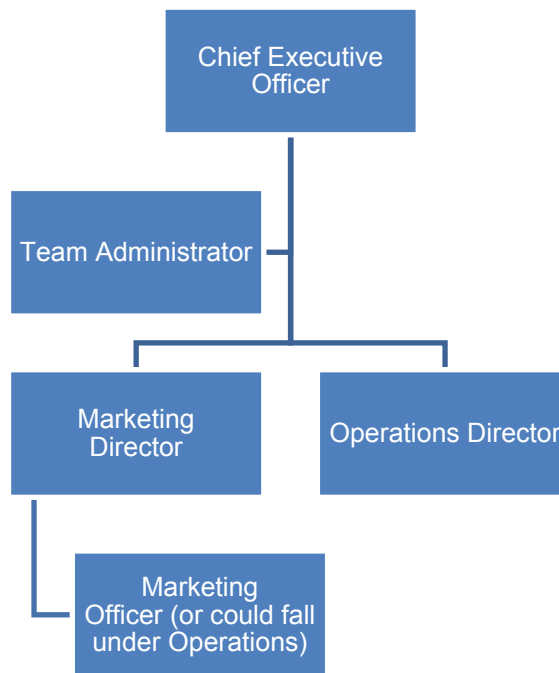 Chief Executive
Officer
Team Administrator
Marketing
Director
Operations Director
Marketing
Officer (or could fall
under Operations)